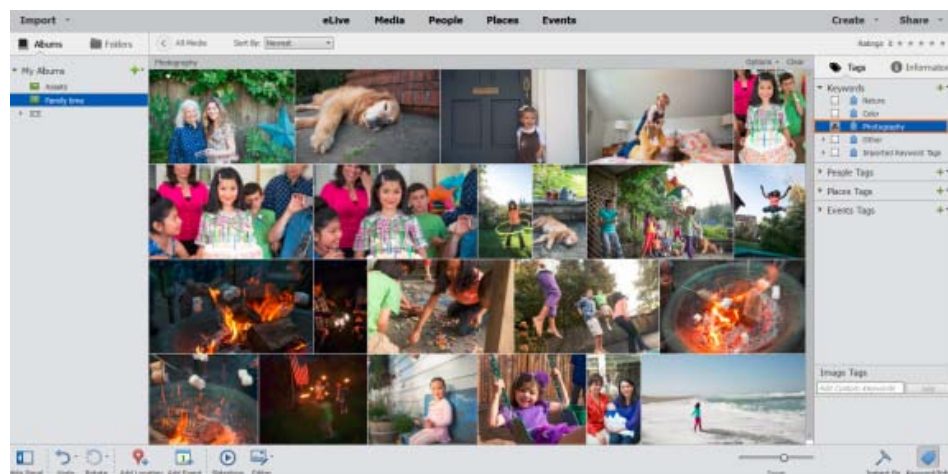 Import eLive Media People Places Events Create Share
Albums Folders All Media Sort By: Newest Ratings
My Albums
Assets
Family time
ICE
Photography Options Clear
Tags Information
Keywords
Nature
Color
Photography
Other
Imported Keyword Tags
People Tags
Places Tags
Events Tags
Image Tags
Add Custom Keywords
Undo Rotate Add Location Add Event Slideshow Editor Zoom